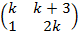 ( k  k + 3 )
( 1  2k )